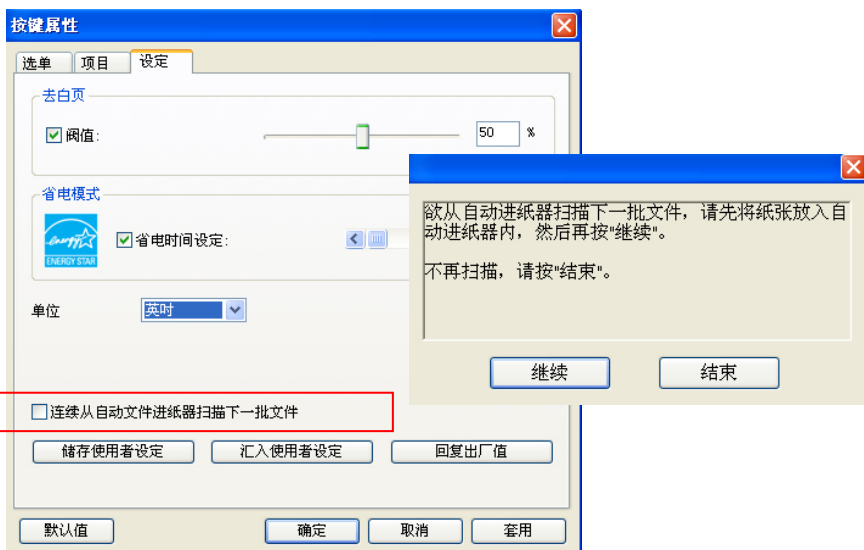 按键属性
选单 项目 设定
去白页
阀值: 50 %
省电模式
energy
ENERGY STAR
省电时间设定:
单位 英吋
连续从自动文件进纸器扫描下一批文件
储存使用者设定 汇入使用者设定 回复出厂值
默认值 确定 取消 套用
欲从自动进纸器扫描下一批文件，请先将纸张放入自
动进纸器内，然后再按"继续"。
不再扫描，请按"结束"。
继续 结束